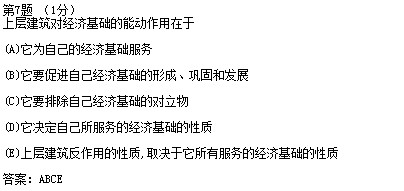 第7题 （1分）
上层建筑对经济基础的能动作用在于
(A)它为自己的经济基础服务
(B)它要促进自己经济基础的形成、巩固和发展
(C)它要排除自己经济基础的对立物
(D)它决定自己所服务的经济基础的性质
(E)上层建筑反作用的性质,取决于它所有服务的经济基础的性质
答案：ABCE